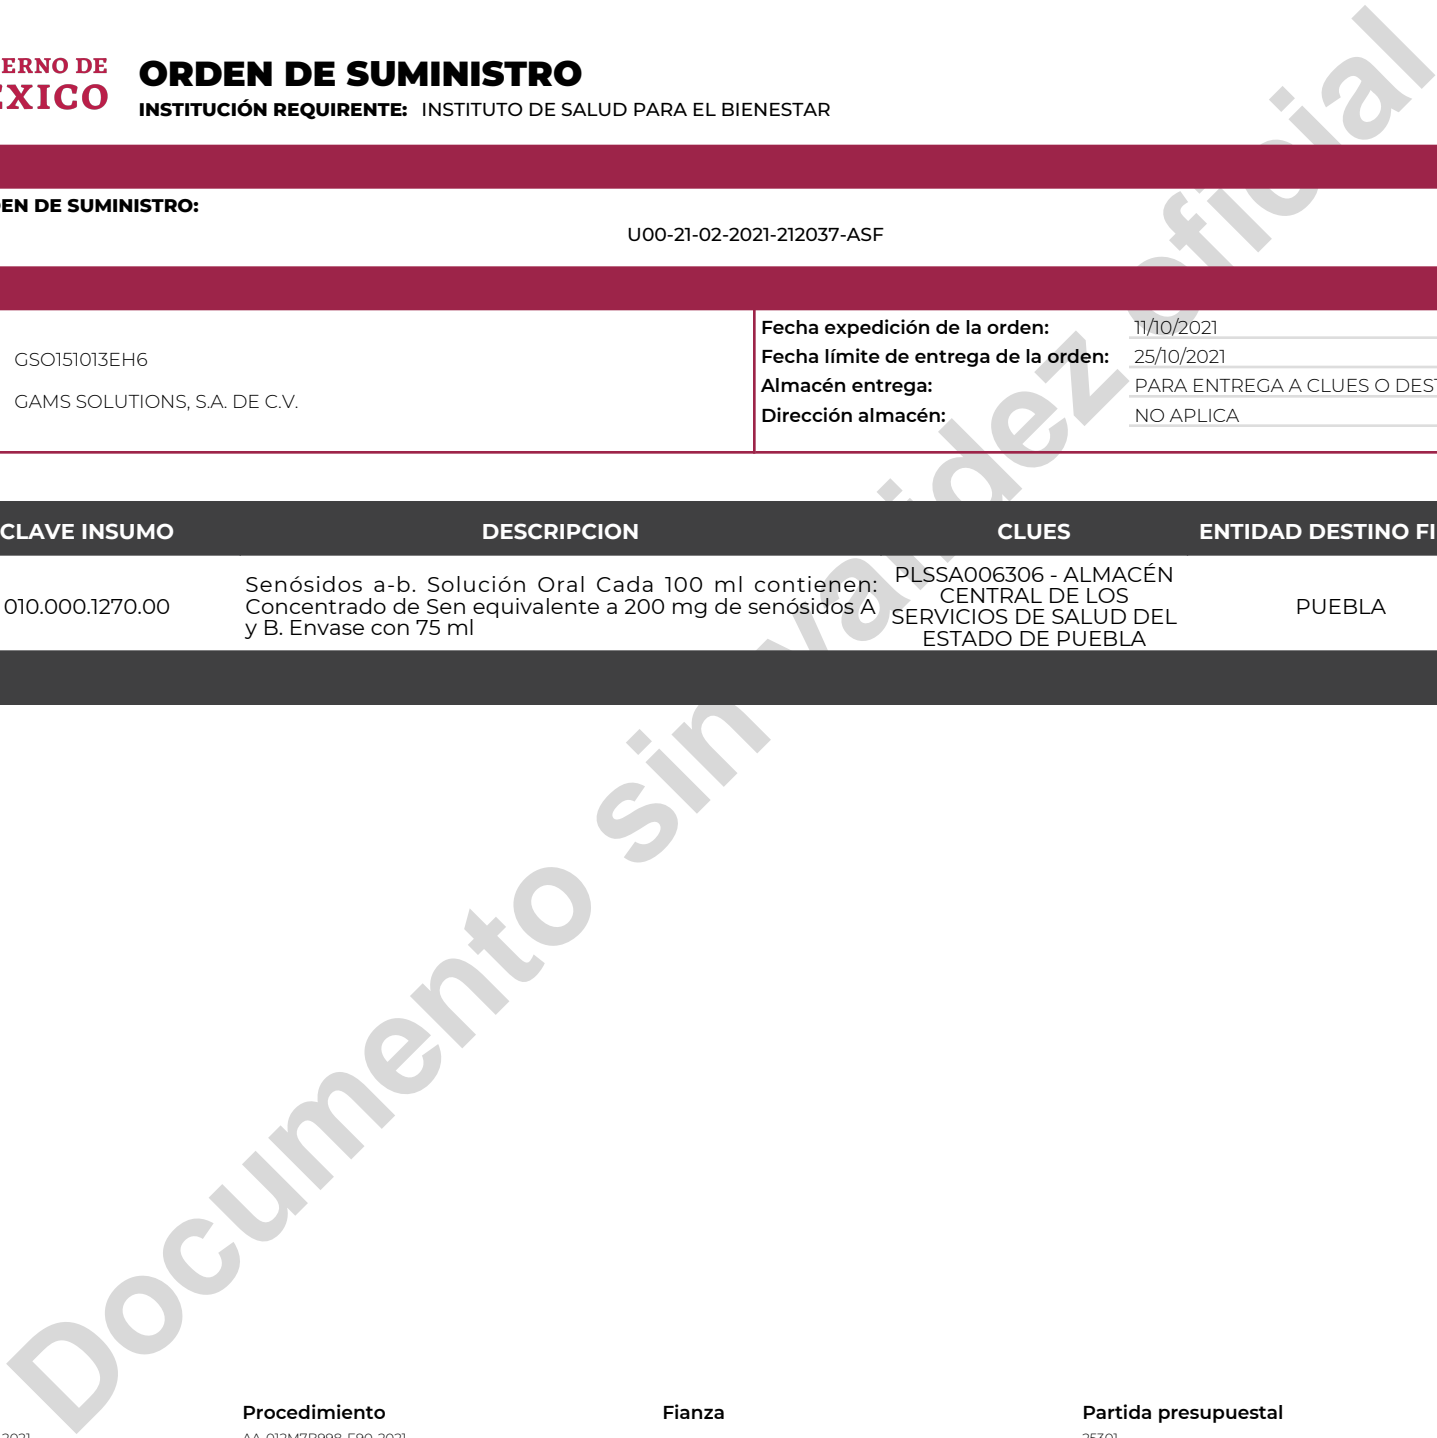 ERNO DE
ORDEN DE SUMINISTRO
INSTITUCIÓN REQUIRENTE: INSTITUTO DE SALUD PARA EL BIENESTAR
EN DE SUMINISTRO:
U00-21-02-2021-212037-ASF
GSO151013EH6
GAMS SOLUTIONS, S.A. DE C.V.
Fecha expedición de la orden: 11/10/2021
Fecha límite de entrega de la orden: 25/10/2021
Almacén entrega: PARA ENTREGA A CLUES O DEST
Dirección almacén: NO APLICA
CLAVE INSUMO DESCRIPCION CLUES ENTIDAD DESTINO FI
010.000.1270.00
Senósidos a-b. Solución Oral Cada 100 ml contienen:
Concentrado de Sen equivalente a 200 mg de senósidos A
y B. Envase con 75 ml
PLSSA006306 - ALMACÉN
CENTRAL DE LOS
SERVICIOS DE SALUD DEL
ESTADO DE PUEBLA
PUEBLA
Documento sin validez oficial
Procedimiento Fianza Partida presupuestal